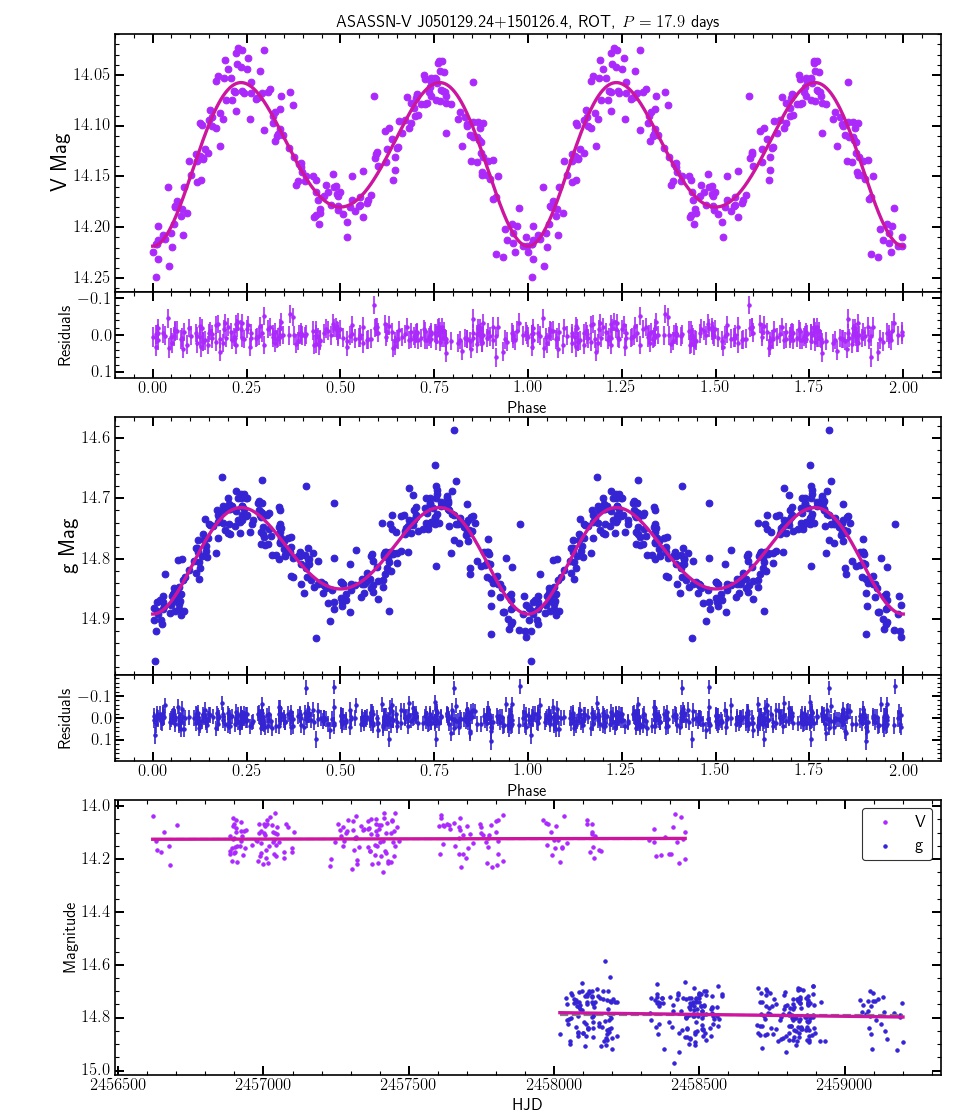 ASASSN-V J050129.24+150126.4, ROT, P = 17.9 days
V Mag
14.05
14.10
14.15
14.20
14.25
Residuals
−0.1
0.0
0.1
0.00 0.25 0.50 0.75 1.00 1.25 1.50 1.75 2.00
Phase
g Mag
14.6
14.7
14.8
14.9
Residuals
−0.1
0.0
0.1
0.00 0.25 0.50 0.75 1.00 1.25 1.50 1.75 2.00
Phase
Magnitude
14.0
14.2
14.4
14.6
14.8
15.0
V
g
2456500 2457000 2457500 2458000 2458500 2459000
HJD